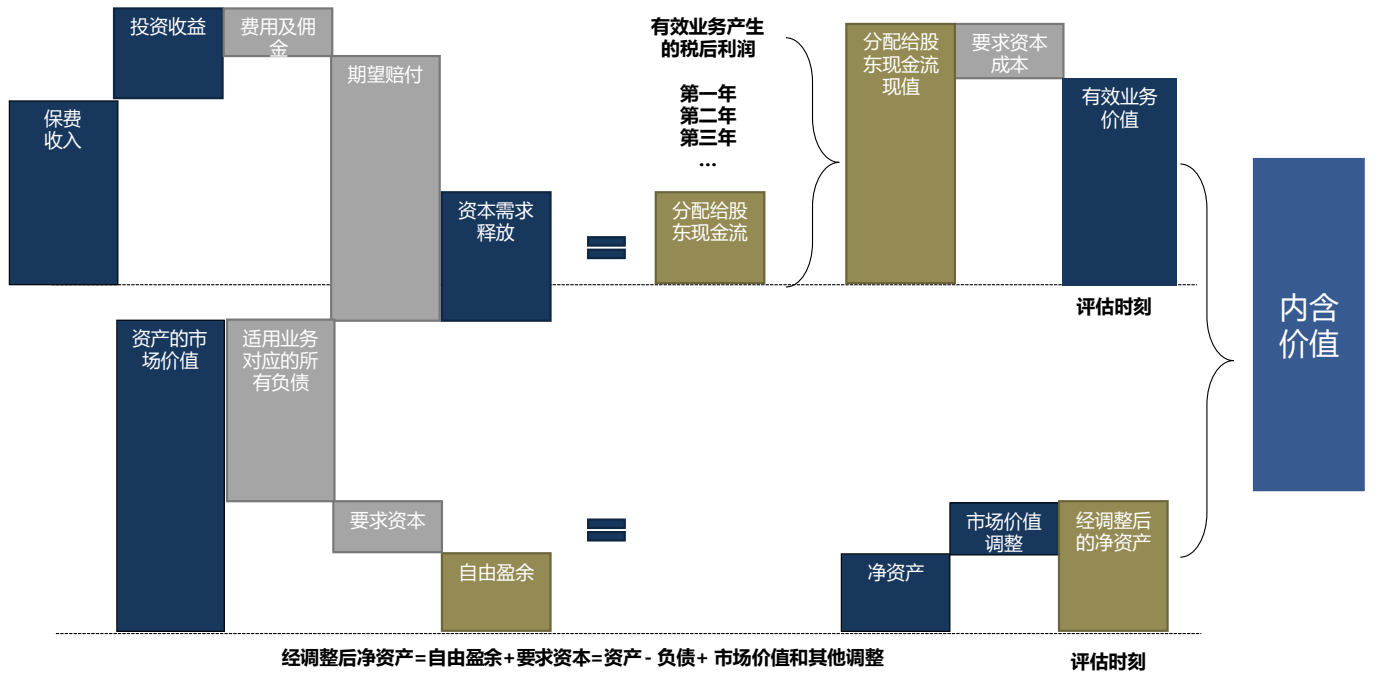 投资收益
费用及佣
金
保费
收入
期望赔付
资本需求
释放
有效业务产生
的税后利润
第一年
第二年
第三年
...
分配给股
东现金流
分配给股
东现金流
现值
要求资本
成本
有效业务
价值
评估时刻
内含
价值
资产的市
场价值
适用业务
对应的所
有负债
要求资本
自由盈余
净资产
市场价值
调整
经调整后
的净资产
经调整后净资产=自由盈余+要求资本=资产- 负债+ 市场价值和其他调整
评估时刻